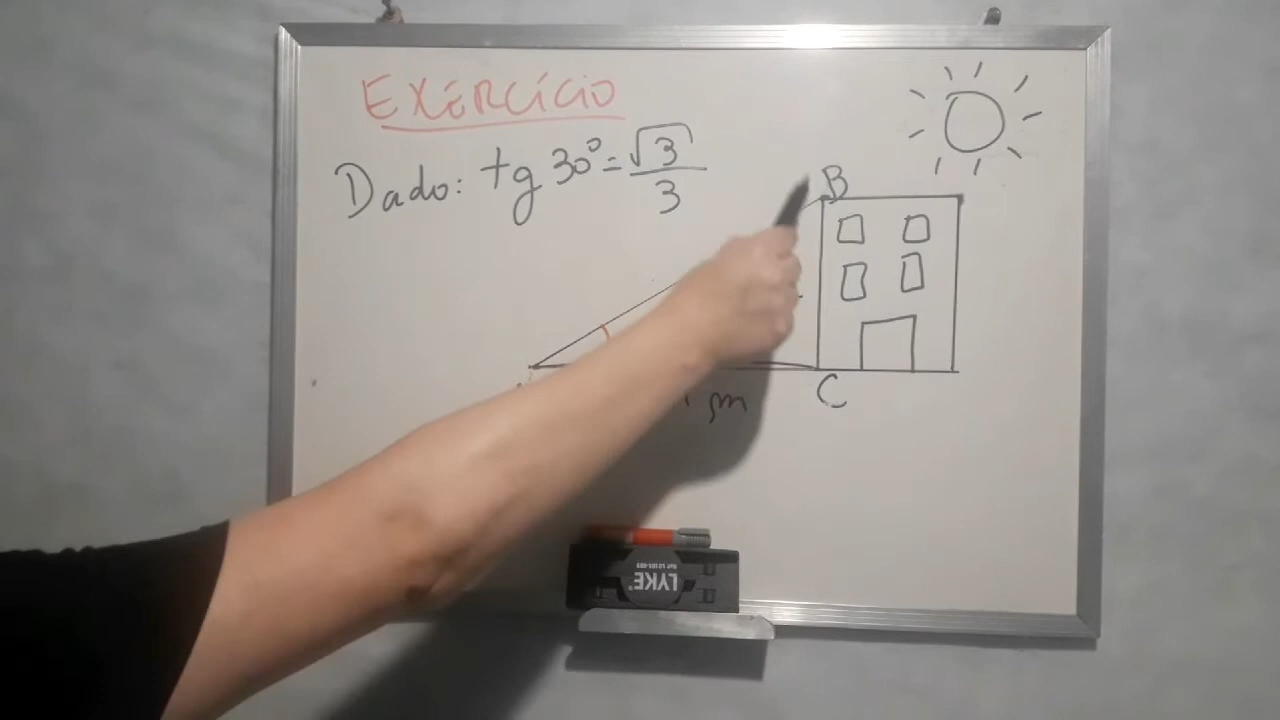 EXERCÍCIO
Dado: tg 30° = √3/3
B
m
C
LYKE